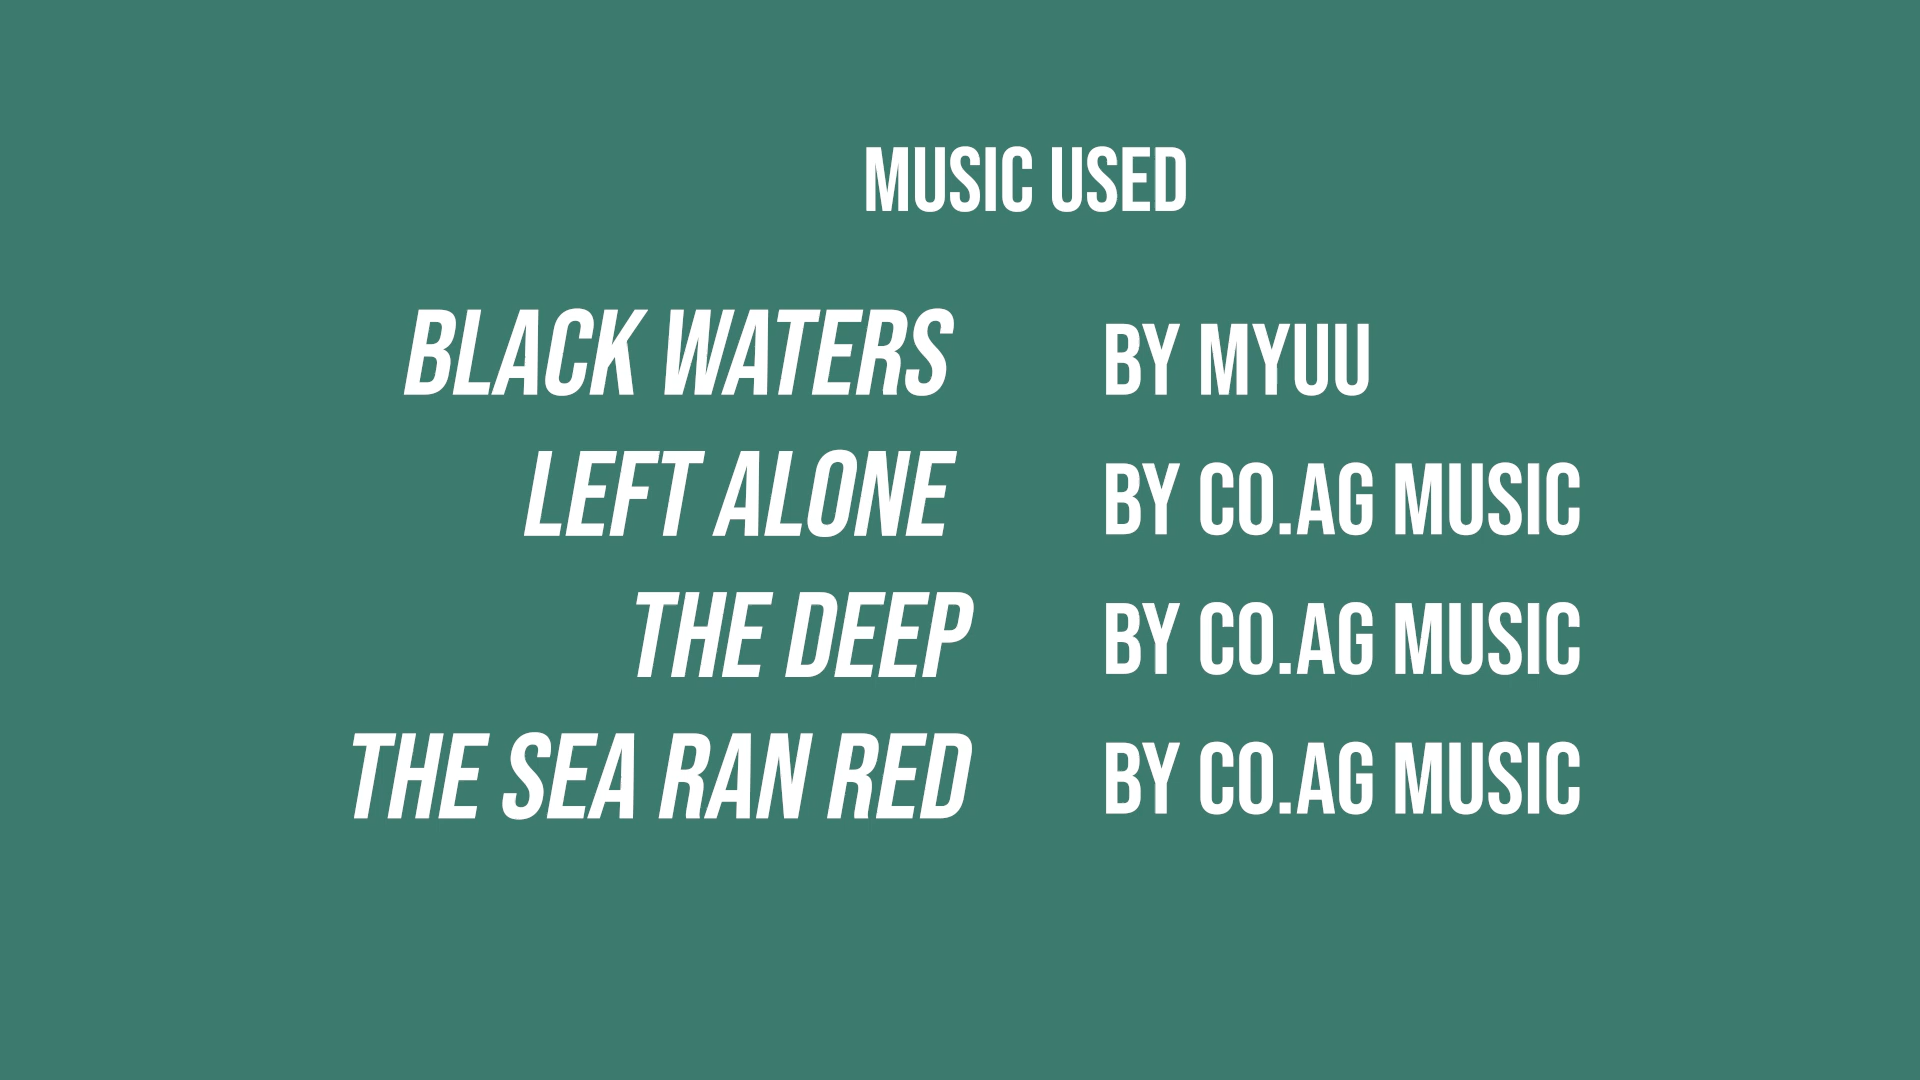 MUSIC USED
BLACK WATERS BY MYUU
LEFT ALONE BY CO.AG MUSIC
THE DEEP BY CO.AG MUSIC
THE SEA RAN RED BY CO.AG MUSIC